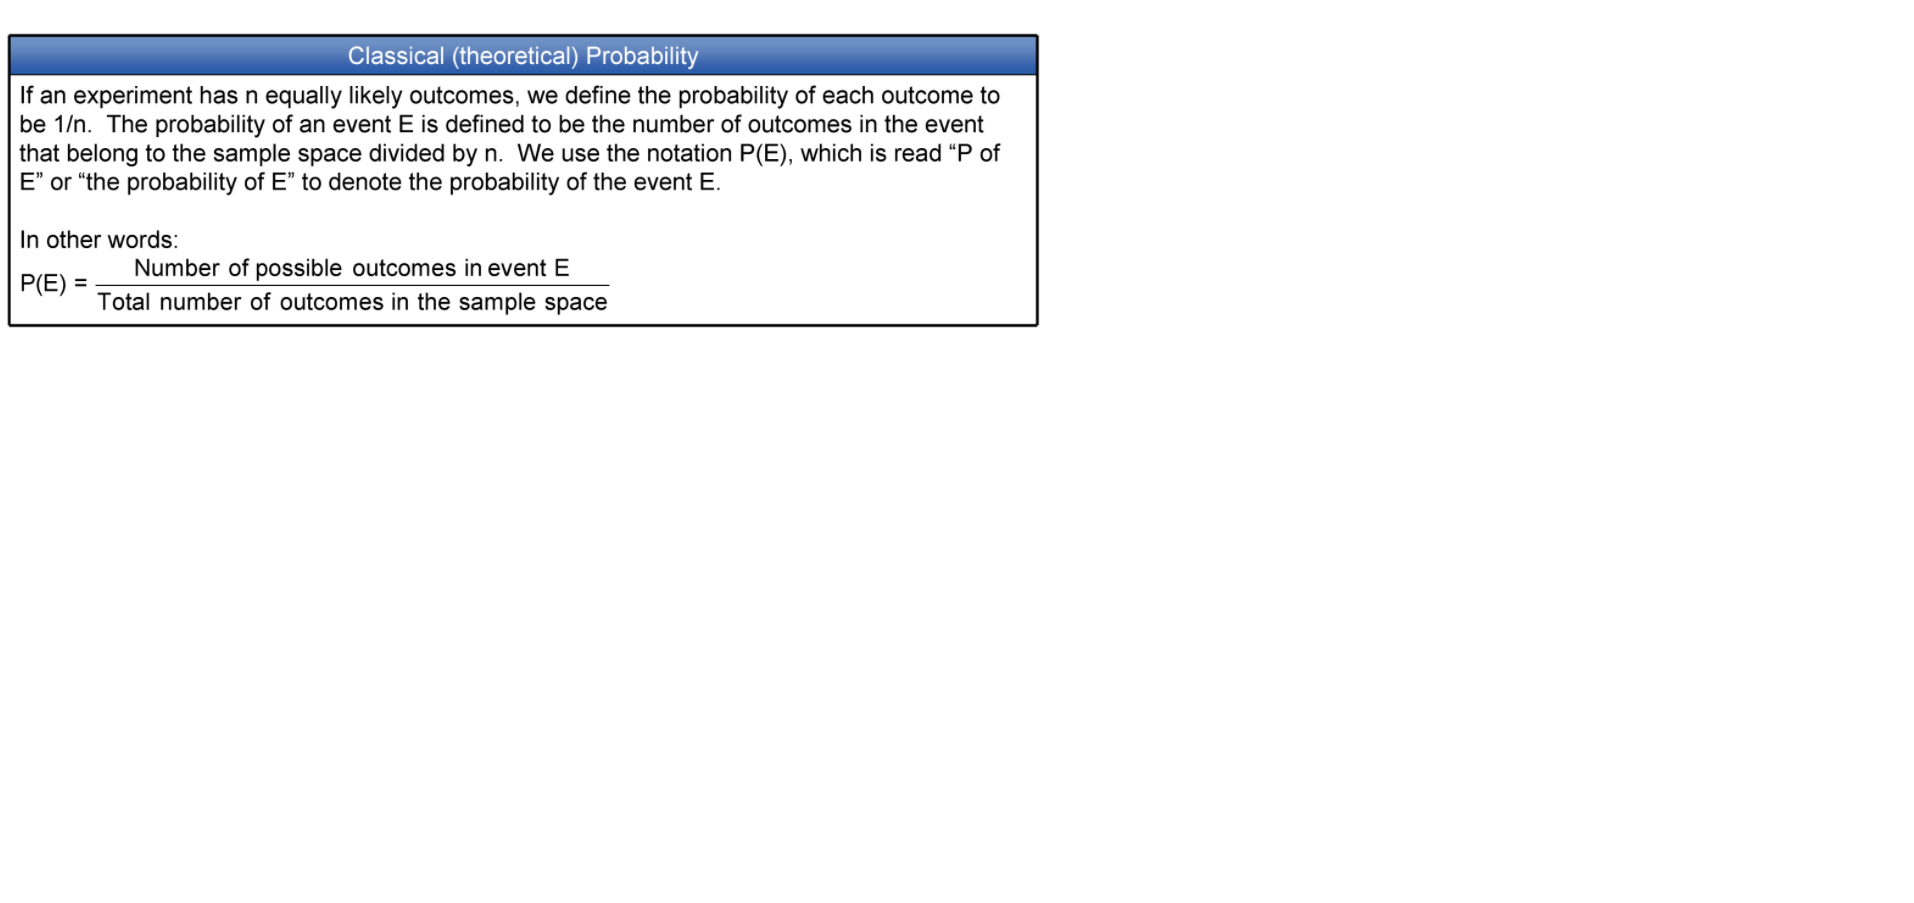 Classical (theoretical) Probability
If an experiment has n equally likely outcomes, we define the probability of each outcome to
be 1/n.  The probability of an event E is defined to be the number of outcomes in the event
that belong to the sample space divided by n.  We use the notation P(E), which is read “P of
E” or “the probability of E” to denote the probability of the event E.
In other words:
P(E) = Number of possible outcomes in event E
Total number of outcomes in the sample space